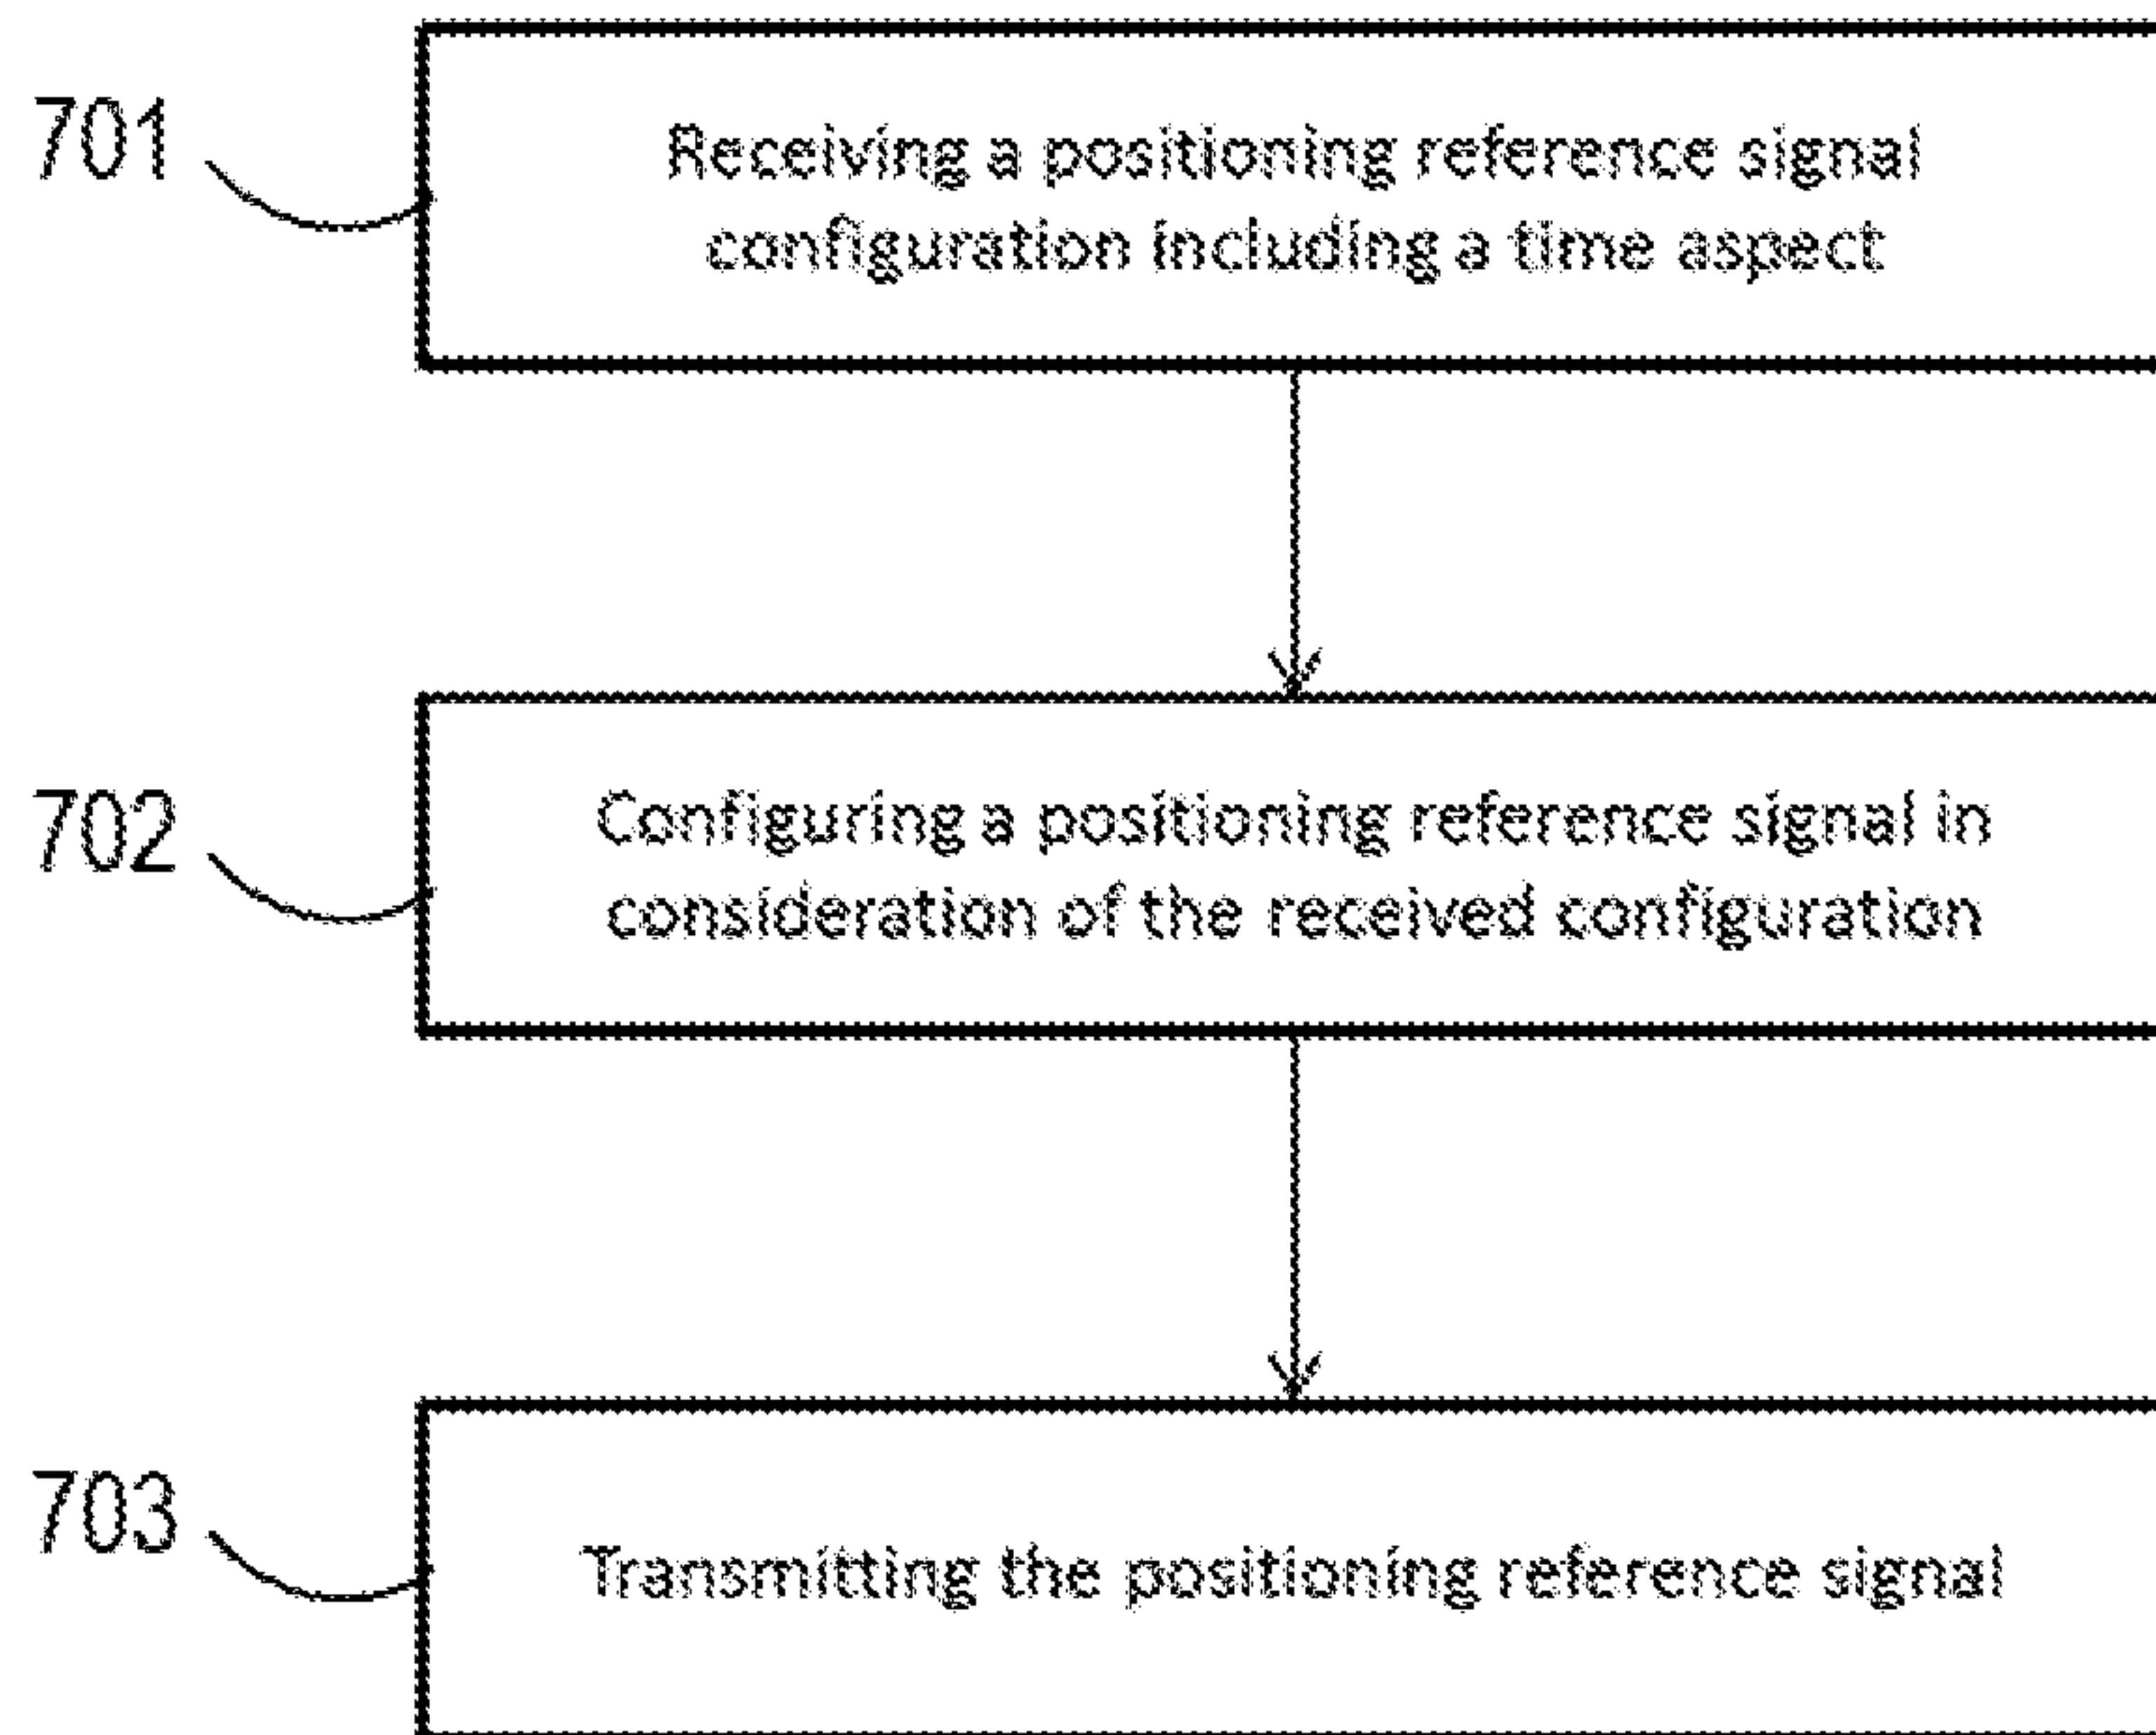 701
Receiving a positioning reference signal
configuration including a time aspect
702
Configuring a positioning reference signal in
consideration of the received configuration
703
Transmitting the positioning reference signal